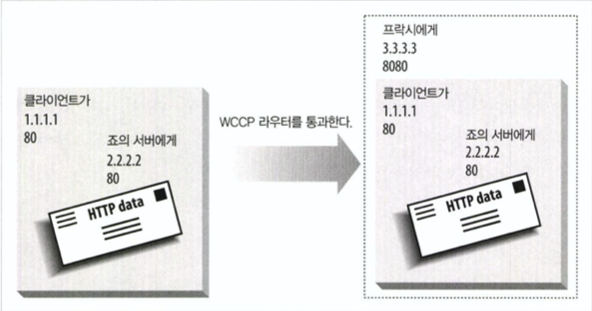 클라이언트가
1.1.1.1
80
죠의 서버에게
2.2.2.2
80
HTTP data
WCCP 라우터를 통과한다.
프락시에게
3.3.3.3
8080
클라이언트가
1.1.1.1
80
죠의 서버에게
2.2.2.2
80
HTTP data